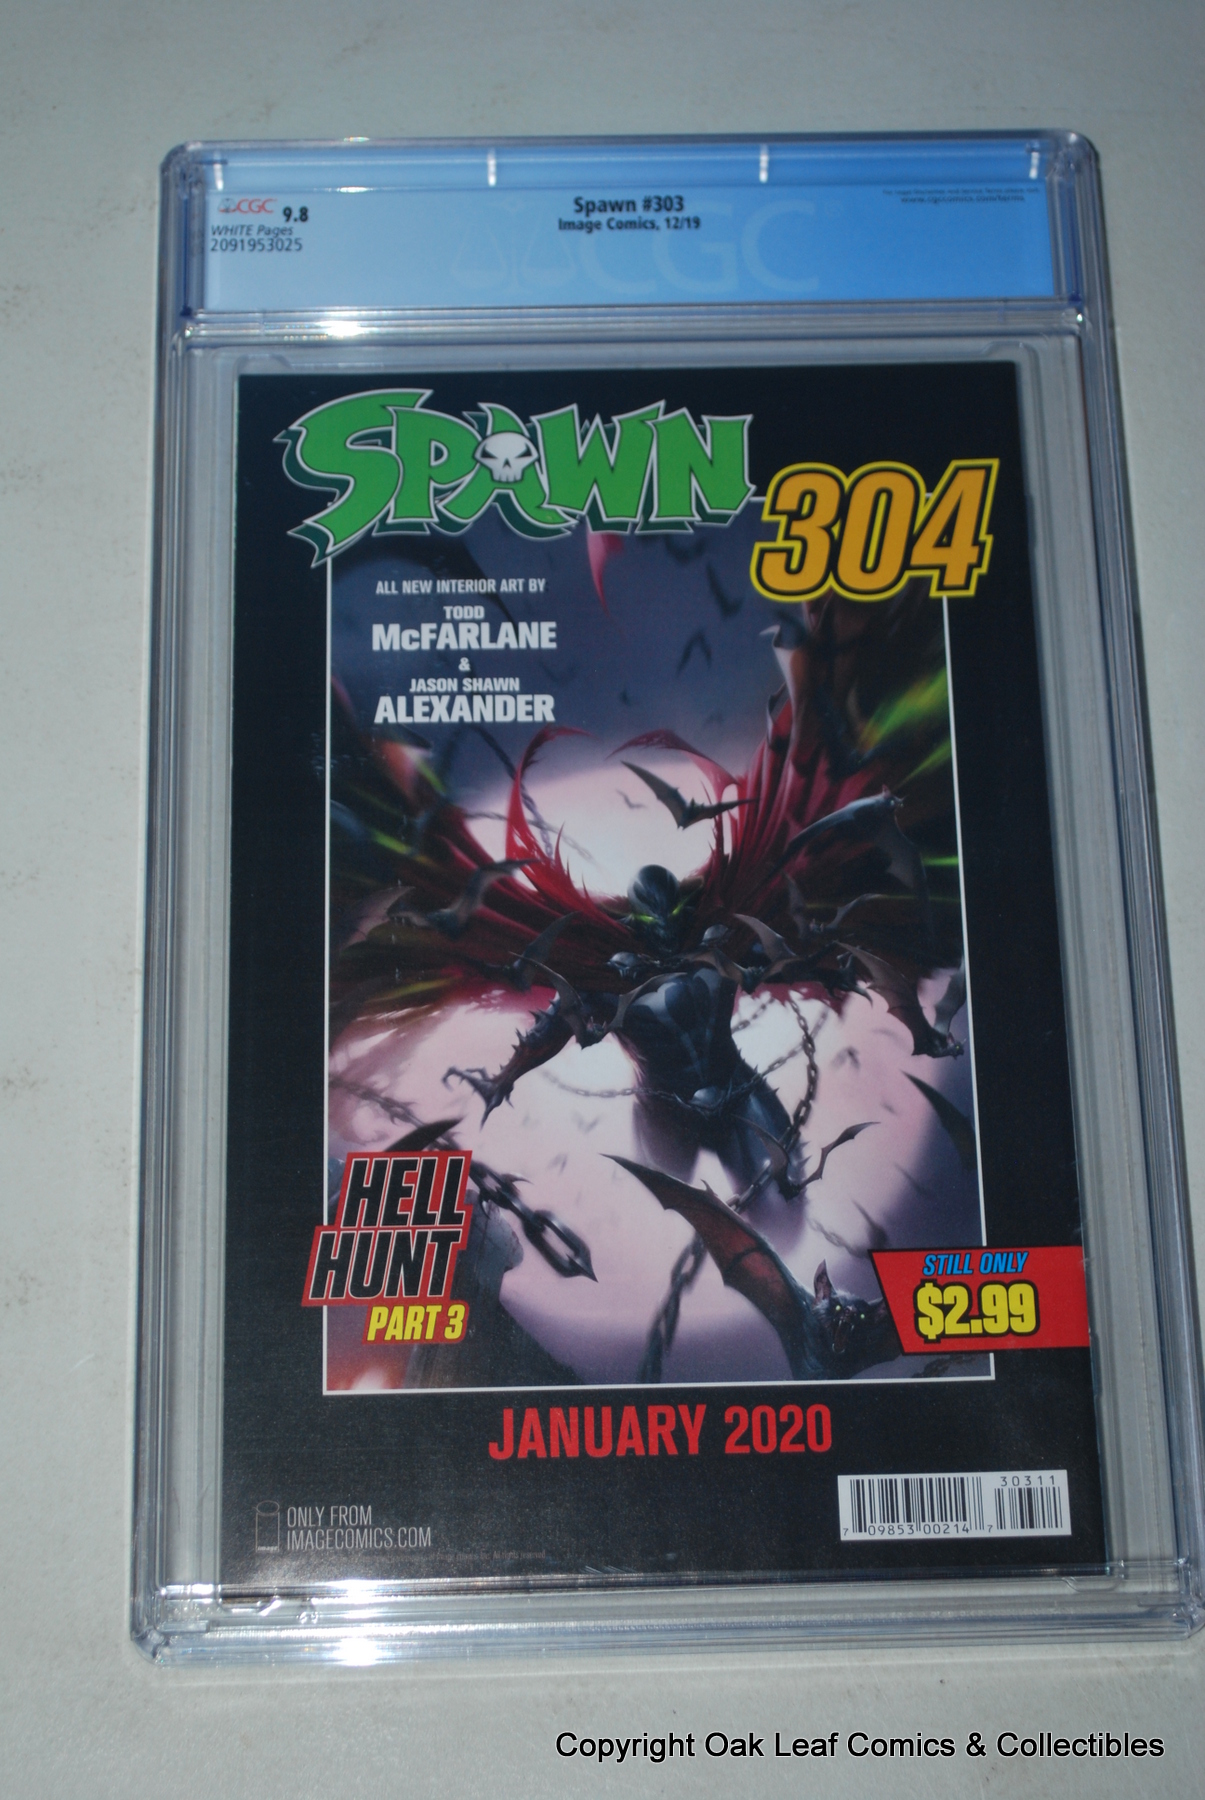 CGC 9.8
WHITE Pages
2091953025
Spawn #303
Image Comics, 12/19
www.cgccomics.com/terms
CGC
SPAWN
304
ALL NEW INTERIOR ART BY
TODD
McFARLANE
&
JASON SHAWN
ALEXANDER
HELL
HUNT
PART 3
STILL ONLY
$2.99
JANUARY 2020
30311
7 09853 00214 7
ONLY FROM
IMAGECOMICS.COM
image
Copyright Oak Leaf Comics & Collectibles